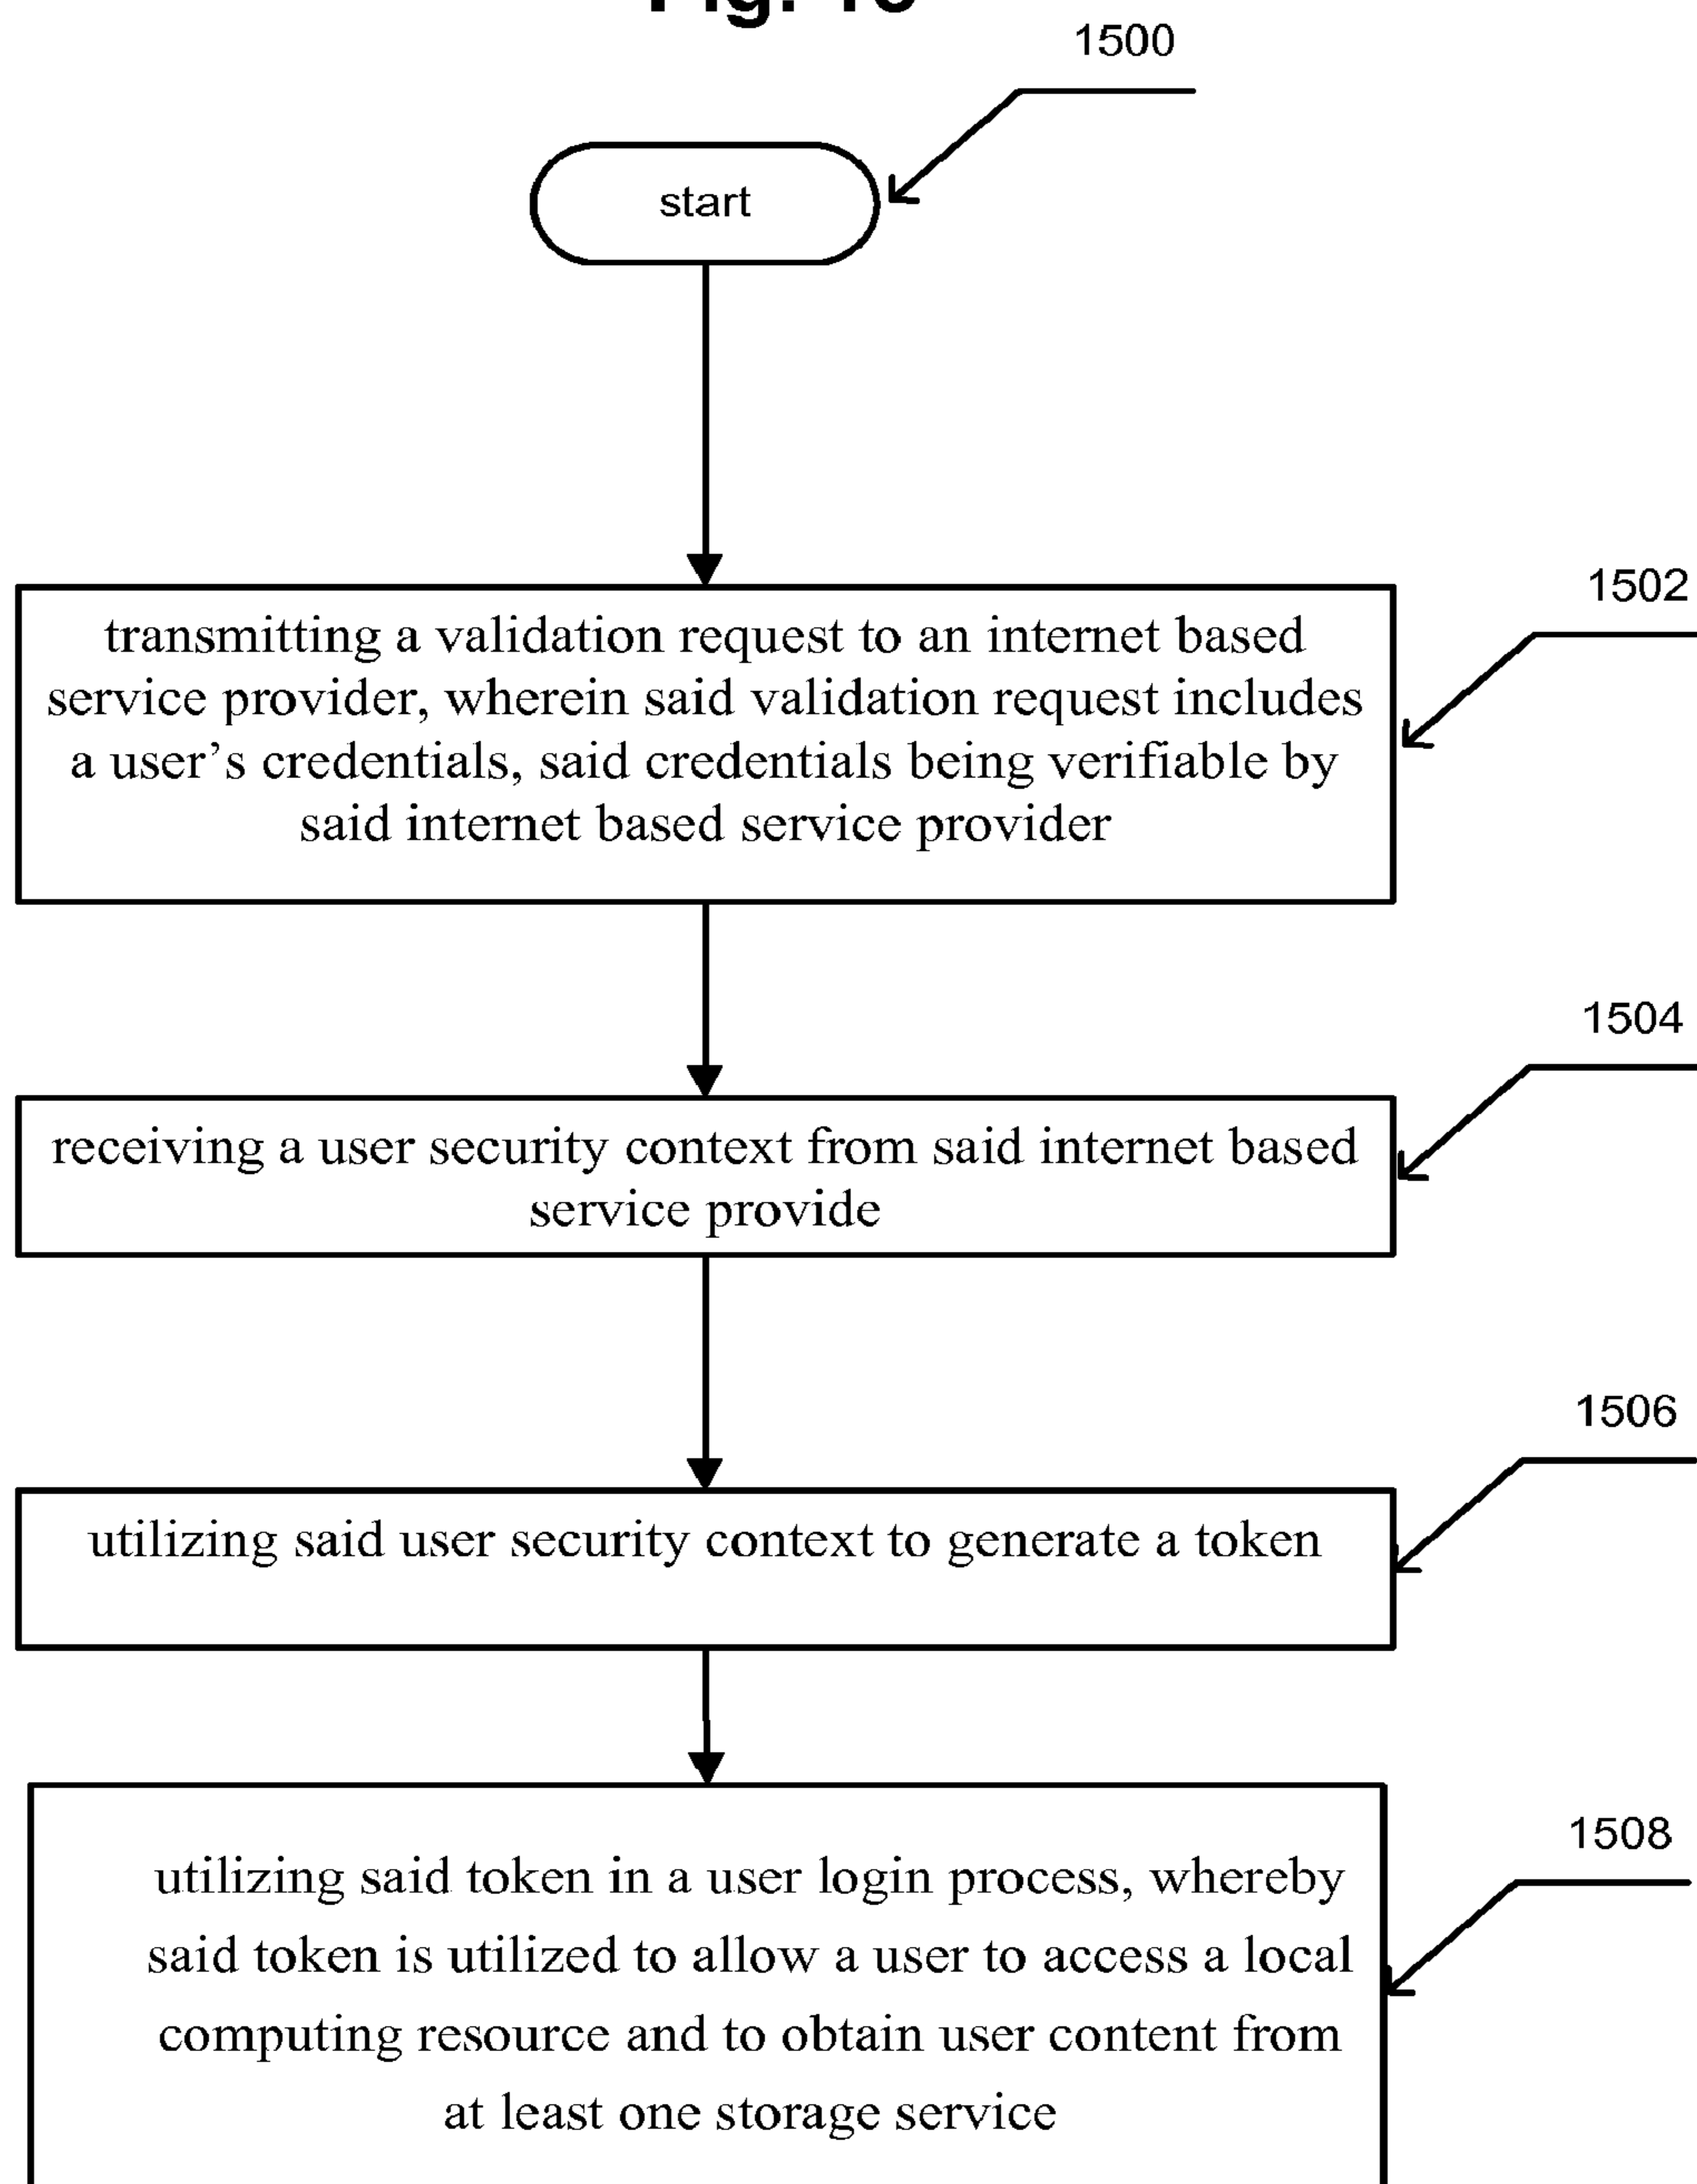 1500
start
1502
transmitting a validation request to an internet based
service provider, wherein said validation request includes
a user’s credentials, said credentials being verifiable by
said internet based service provider
1504
receiving a user security context from said internet based
service provide
1506
utilizing said user security context to generate a token
1508
utilizing said token in a user login process, whereby
said token is utilized to allow a user to access a local
computing resource and to obtain user content from
at least one storage service